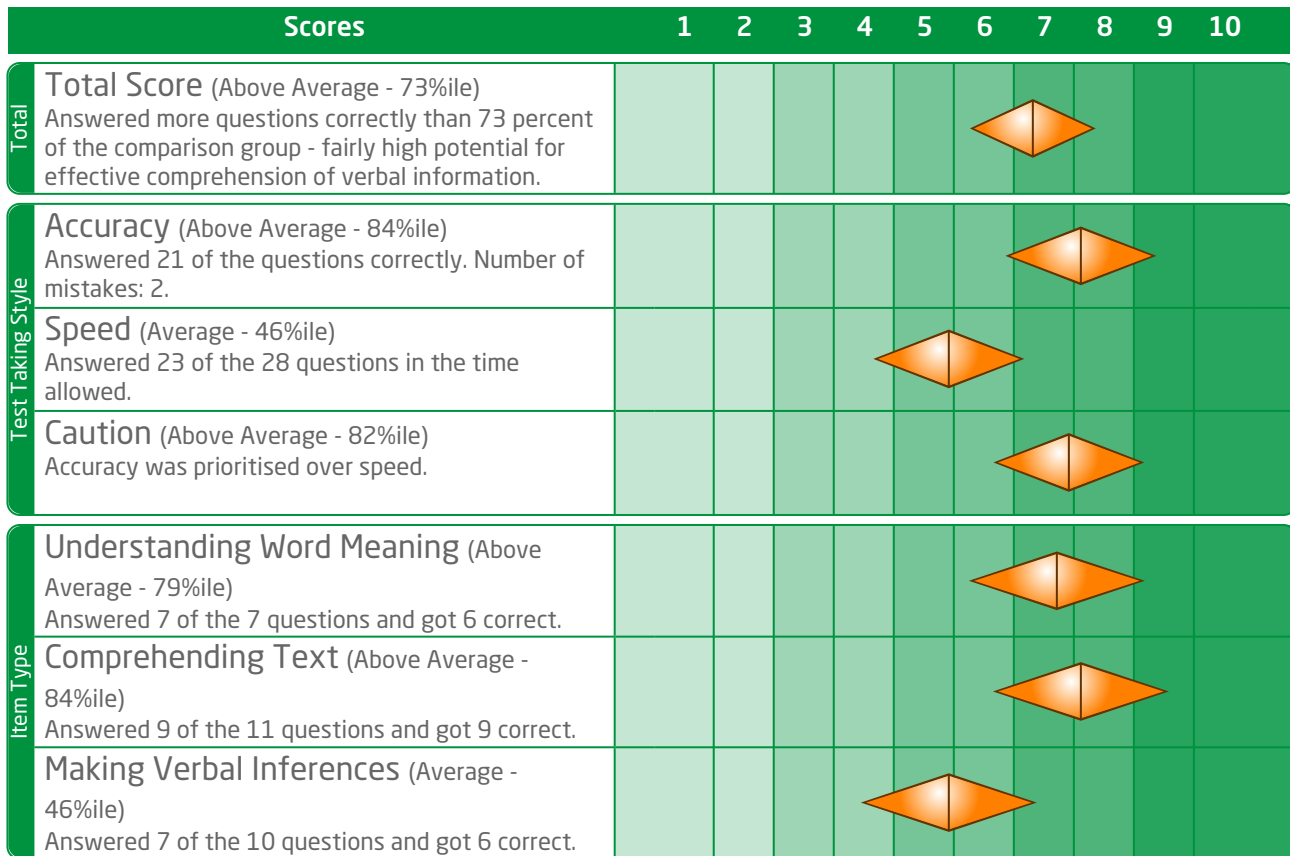 Scores 1 2 3 4 5 6 7 8 9 10
Total
Total Score (Above Average - 73%ile)
Answered more questions correctly than 73 percent
of the comparison group - fairly high potential for
effective comprehension of verbal information.
Test Taking Style
Accuracy (Above Average - 84%ile)
Answered 21 of the questions correctly. Number of
mistakes: 2.
Speed (Average - 46%ile)
Answered 23 of the 28 questions in the time
allowed.
Caution (Above Average - 82%ile)
Accuracy was prioritised over speed.
Item Type
Understanding Word Meaning (Above
Average - 79%ile)
Answered 7 of the 7 questions and got 6 correct.
Comprehending Text (Above Average -
84%ile)
Answered 9 of the 11 questions and got 9 correct.
Making Verbal Inferences (Average -
46%ile)
Answered 7 of the 10 questions and got 6 correct.